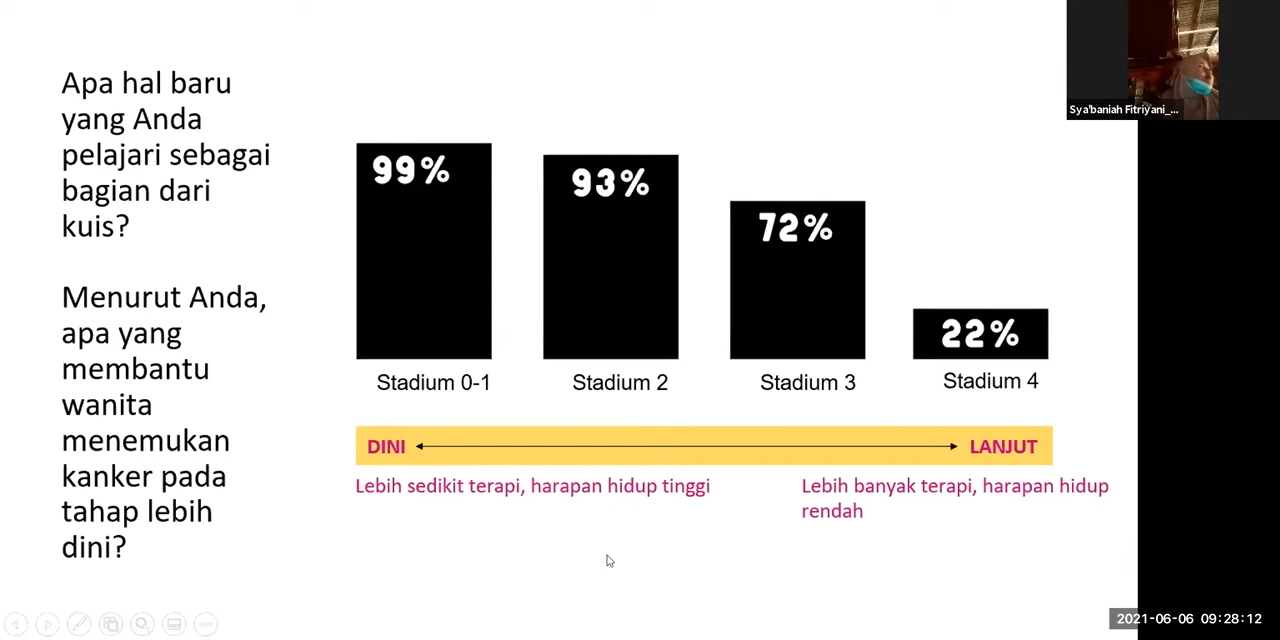 Apa hal baru
yang Anda
pelajari sebagai
bagian dari
kuis?
Menurut Anda,
apa yang
membantu
wanita
menemukan
kanker pada
tahap lebih
dini?
99%
93%
72%
22%
Stadium 0-1
Stadium 2
Stadium 3
Stadium 4
DINI
LANJUT
Lebih sedikit terapi, harapan hidup tinggi
Lebih banyak terapi, harapan hidup
rendah
Sya'baniah Fitriyani_...
2021-06-06 09:28:12